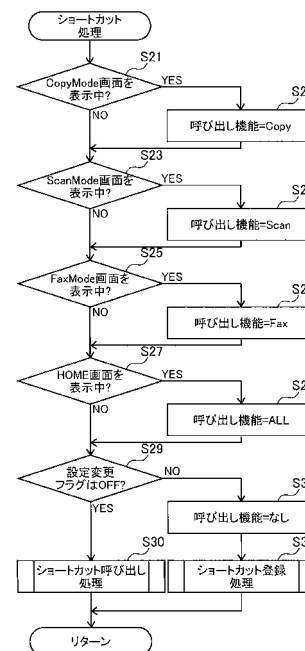 ショートカット
処理
S21
CopyMode画面を
表示中?
YES
NO
S2
呼び出し機能=Copy
S23
ScanMode画面を
表示中?
YES
NO
S2
呼び出し機能=Scan
S25
FaxMode画面を
表示中?
YES
NO
S2
呼び出し機能=Fax
S27
HOME画面を
表示中?
YES
NO
S2
呼び出し機能=ALL
S29
設定変更
フラグはOFF?
NO
YES
S3
呼び出し機能=なし
S30
ショートカット呼び出し
処理
S3
ショートカット登録
処理
リターン